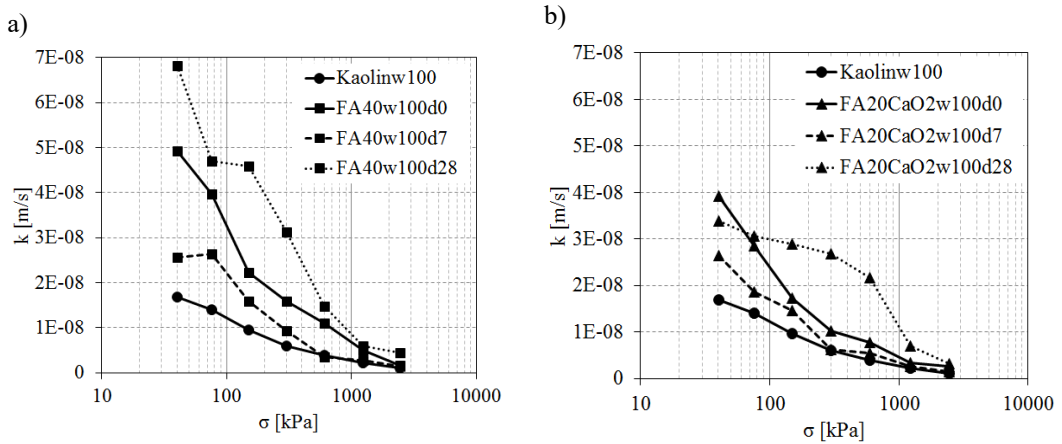 a)
7E-08
6E-08
5E-08
4E-08
3E-08
2E-08
1E-08
0
k [m/s]
10
100
1000
10000
σ [kPa]
Kaolinw100
FA40w100d0
FA40w100d7
FA40w100d28
b)
7E-08
6E-08
5E-08
4E-08
3E-08
2E-08
1E-08
0
k [m/s]
10
100
1000
10000
σ [kPa]
Kaolinw100
FA20CaO2w100d0
FA20CaO2w100d7
FA20CaO2w100d28